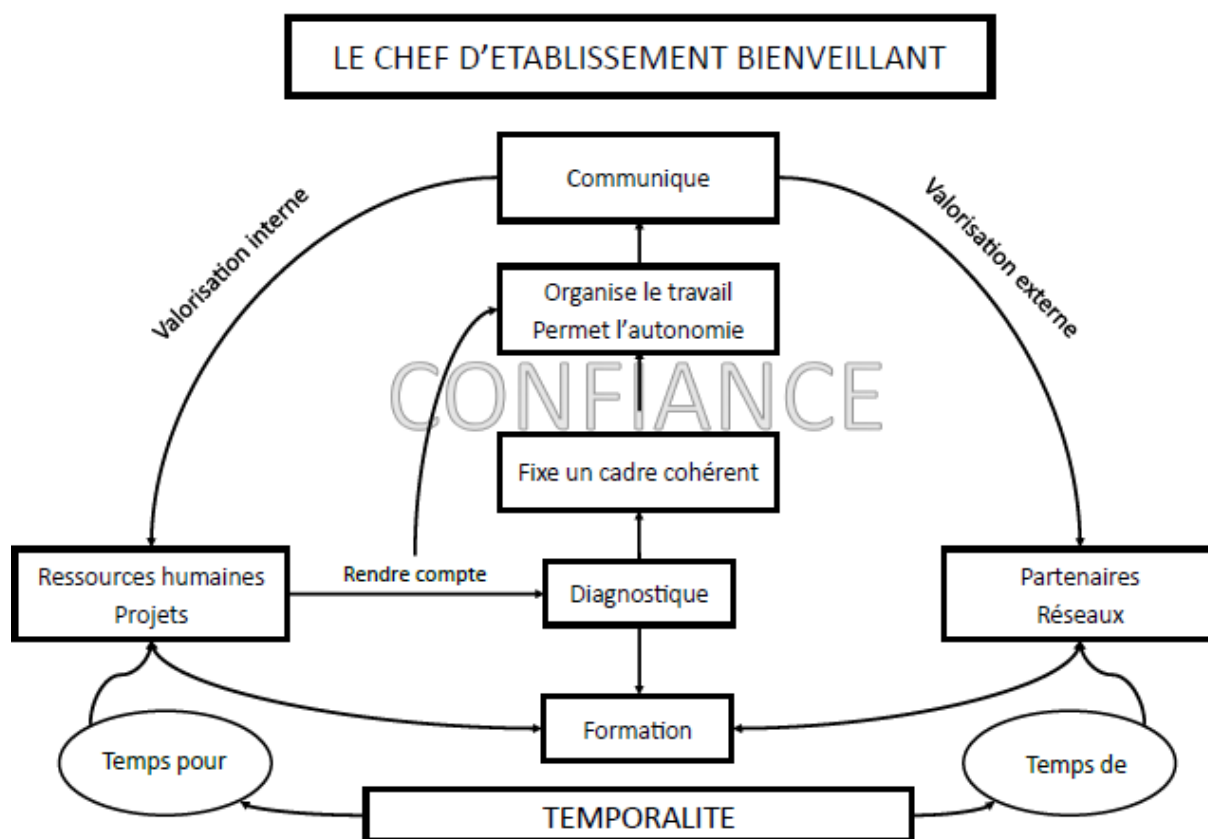 LE CHEF D'ETABLISSEMENT BIENVEILLANT
Communique
Valorisation interne
Valorisation externe
Organise le travail
Permet l'autonomie
CONFIANCE
Fixe un cadre cohérent
Ressources humaines
Projets
Rendre compte
Diagnostique
Partenaires
Réseaux
Formation
Temps pour
Temps de
TEMPORALITE